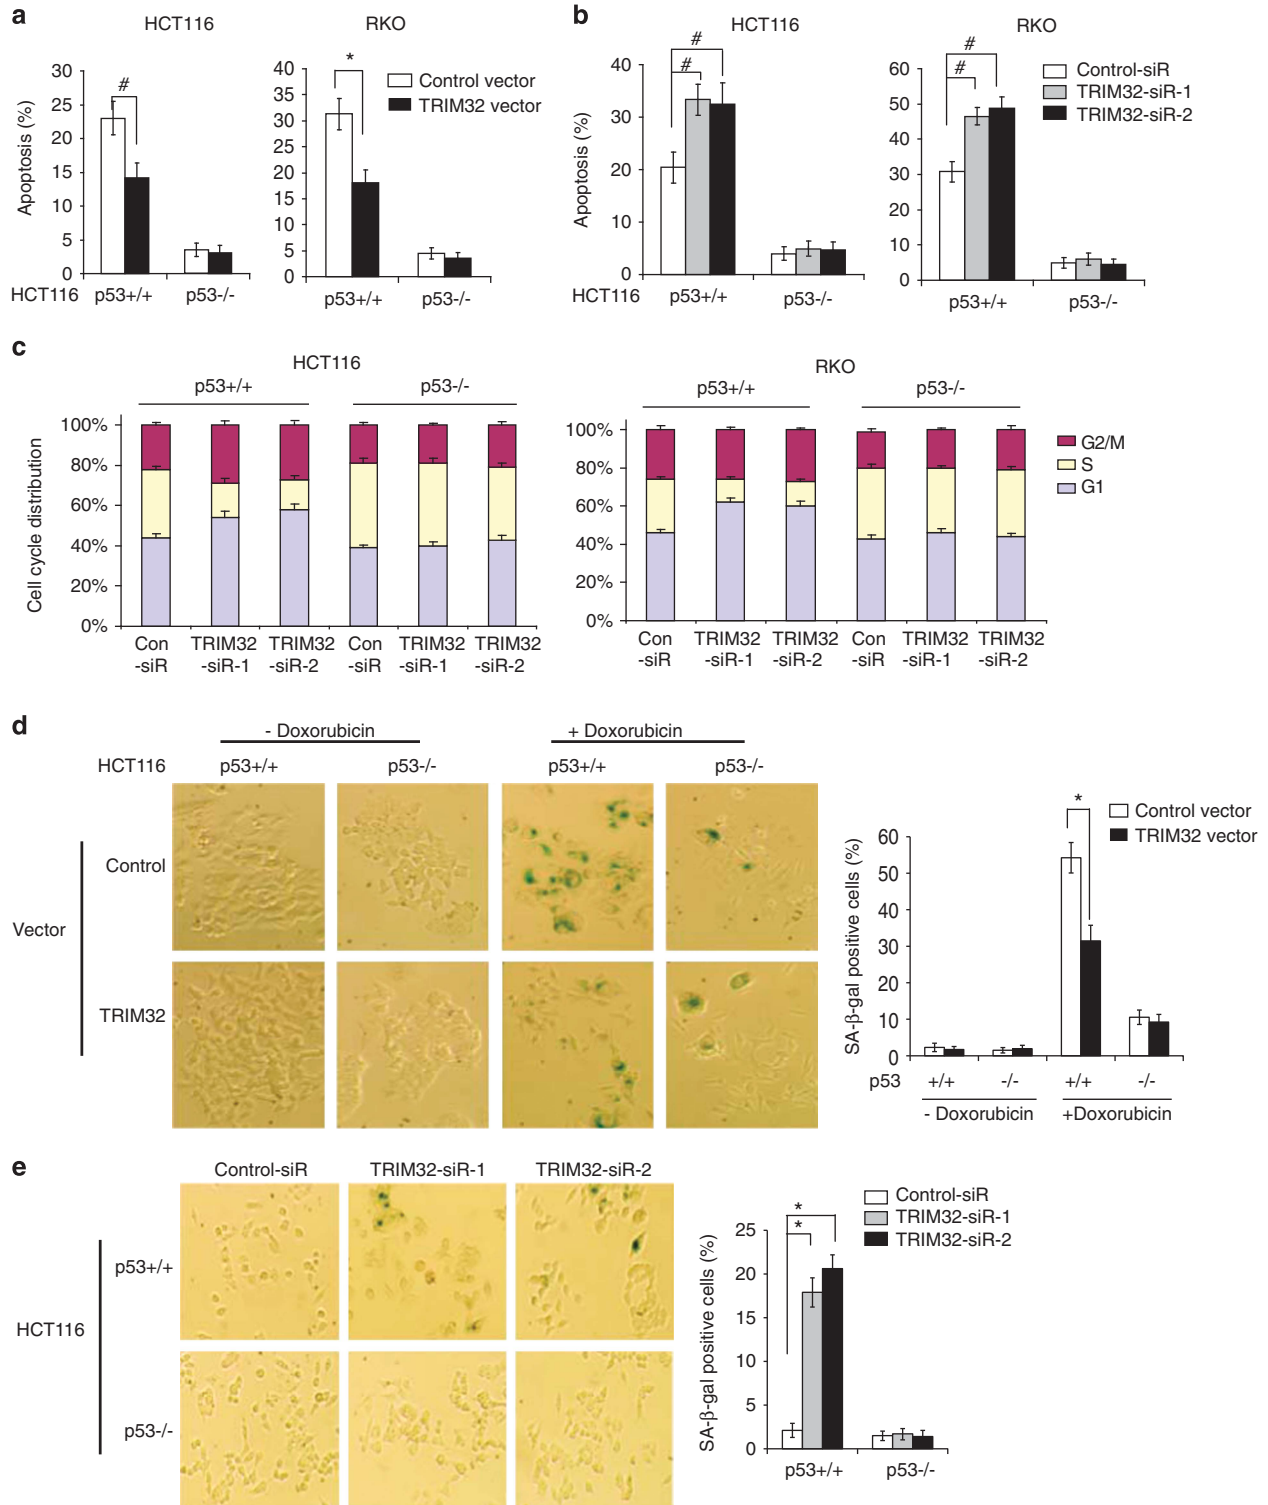 a
HCT116
RKO
Apoptosis (%)
30
25
20
15
10
5
0
#
40
35
30
25
20
15
10
5
0
*
Control vector
TRIM32 vector
HCT116 p53+/+ p53-/-
p53+/+ p53-/-
b
HCT116
RKO
Apoptosis (%)
40
30
20
10
0
#
#
60
50
40
30
20
10
0
#
#
Control-siR
TRIM32-siR-1
TRIM32-siR-2
HCT116 p53+/+ p53-/-
p53+/+ p53-/-
c
HCT116
p53+/+ p53-/-
Cell cycle distribution
100%
80%
60%
40%
20%
0%
Con TRIM32 TRIM32 Con TRIM32 TRIM32
-siR -siR-1 -siR-2 -siR -siR-1 -siR-2
RKO
p53+/+ p53-/-
100%
80%
60%
40%
20%
0%
Con TRIM32 TRIM32 Con TRIM32 TRIM32
-siR -siR-1 -siR-2 -siR -siR-1 -siR-2
G2/M
S
G1
d
- Doxorubicin + Doxorubicin
HCT116 p53+/+ p53-/- p53+/+ p53-/-
Control
Vector
TRIM32
SA-β-gal positive cells (%)
60
50
40
30
20
10
0
*
Control vector
TRIM32 vector
p53 +/+ -/- +/+ -/-
- Doxorubicin +Doxorubicin
e
Control-siR TRIM32-siR-1 TRIM32-siR-2
p53+/+
HCT116
p53-/-
SA-β-gal positive cells (%)
25
20
15
10
5
0
*
*
Control-siR
TRIM32-siR-1
TRIM32-siR-2
p53+/+ p53-/-